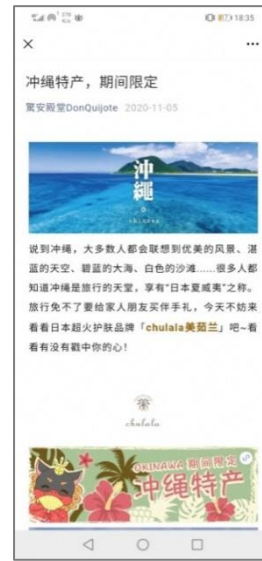 18:35
冲绳特产，期间限定
驚安殿堂DonQuijote 2020-11-05
沖
繩
说到冲绳，大多数人都会联想到优美的风景、湛
蓝的天空、碧蓝的大海、白色的沙滩......很多人都
知道冲绳是旅行的天堂，享有“日本夏威夷”之称。
旅行免不了要给家人朋友买伴手礼，今天不妨来
看看日本超火护肤品牌「chulala美茹兰」吧~看
看有没有戳中你的心！
chulala
OKINAWA 期間限定
沖绳特产